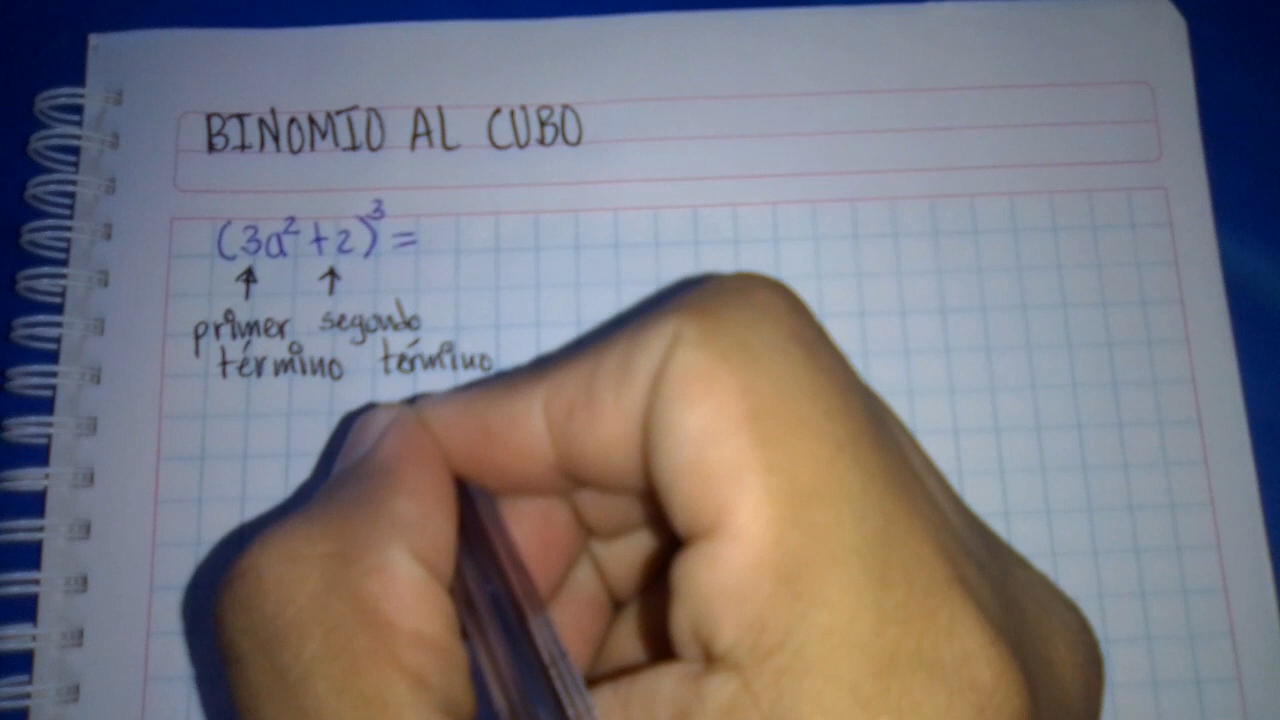 BINOMIO AL CUBO
(3a² + 2)³ =
↑ ↑
primer segundo
término término